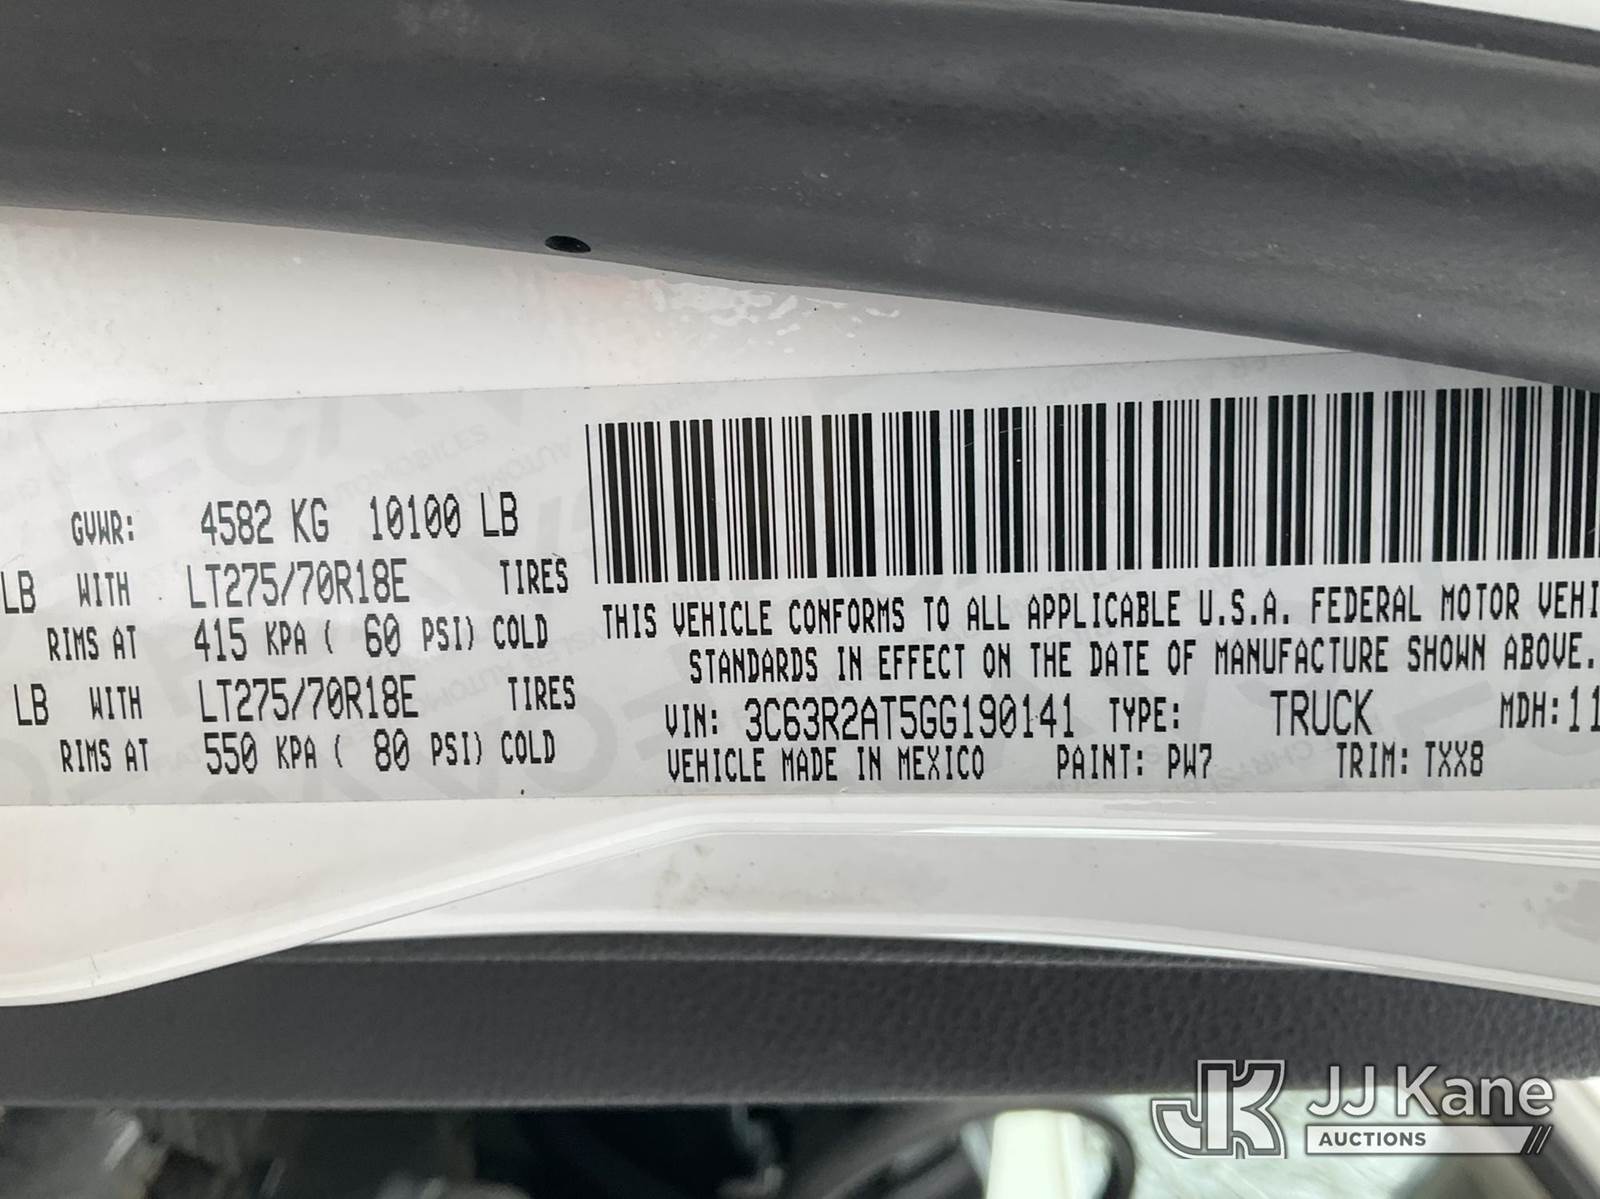 GVWR: 4582 KG 10100 LB
LB WITH LT275/70R18E TIRES
RIMS AT 415 KPA ( 60 PSI) COLD
LB WITH LT275/70R18E TIRES
RIMS AT 550 KPA ( 80 PSI) COLD
THIS VEHICLE CONFORMS TO ALL APPLICABLE U.S.A. FEDERAL MOTOR VEHI
STANDARDS IN EFFECT ON THE DATE OF MANUFACTURE SHOWN ABOVE.
VIN: 3C63R2AT5GG190141 TYPE: TRUCK MDH: 11
VEHICLE MADE IN MEXICO PAINT: PW7 TRIM: TXX8
JK JJ Kane
AUCTIONS